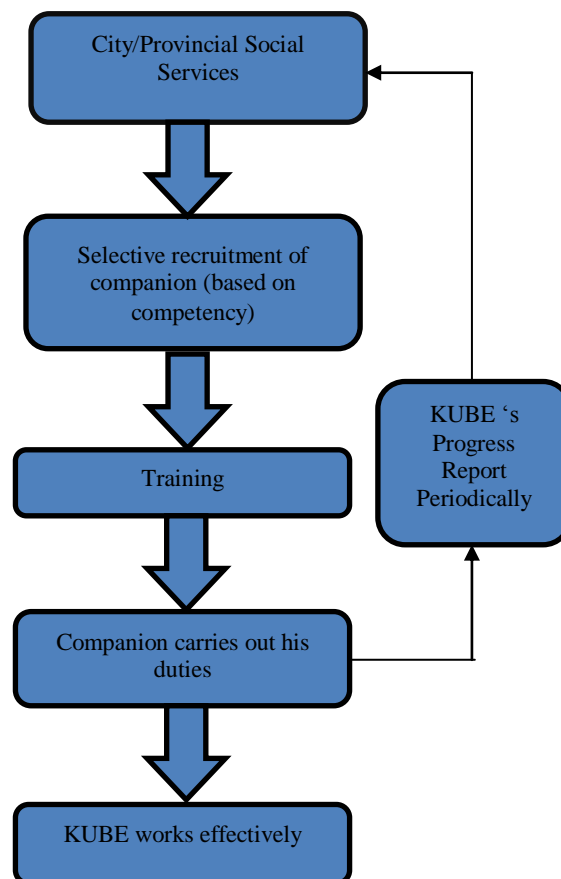 City/Provincial Social
Services
Selective recruitment of
companion (based on
competency)
Training
Companion carries out his
duties
KUBE works effectively
KUBE ‘s
Progress
Report
Periodically